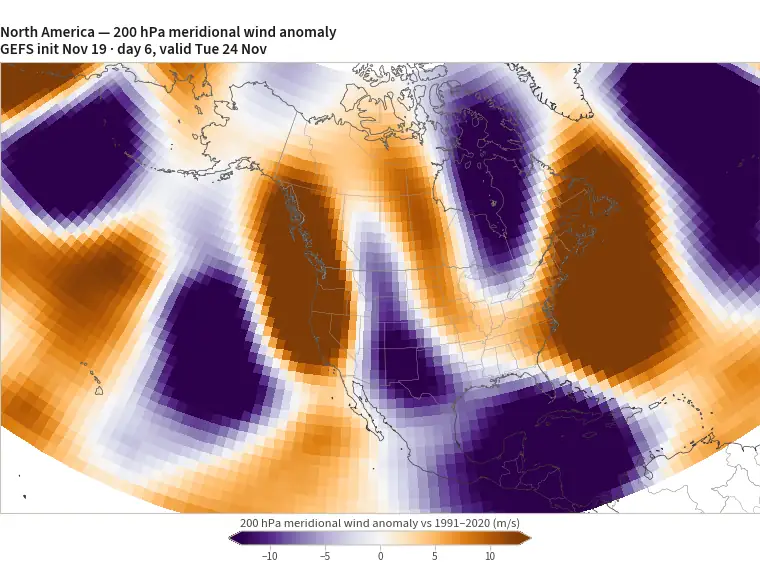 North America — 200 hPa meridional wind anomaly
GEFS init Nov 19 · day 6, valid Tue 24 Nov
200 hPa meridional wind anomaly vs 1991–2020 (m/s)
−10 −5 0 5 10